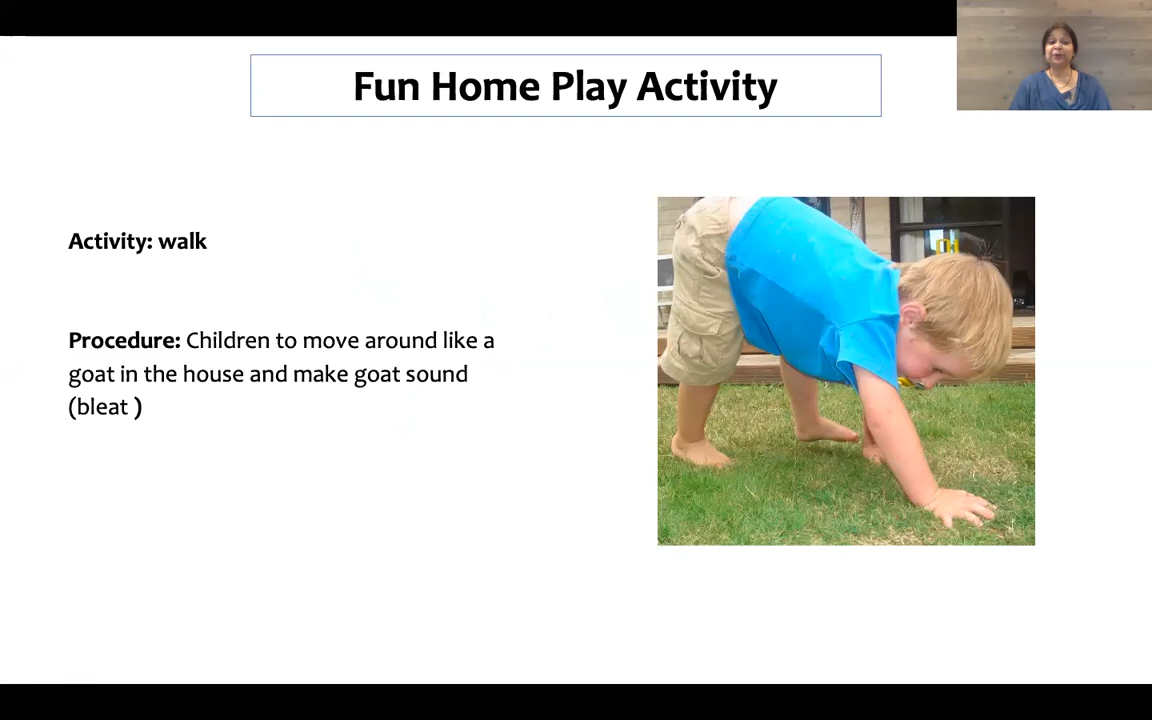 Fun Home Play Activity
Activity: walk
Procedure: Children to move around like a
goat in the house and make goat sound
(bleat )